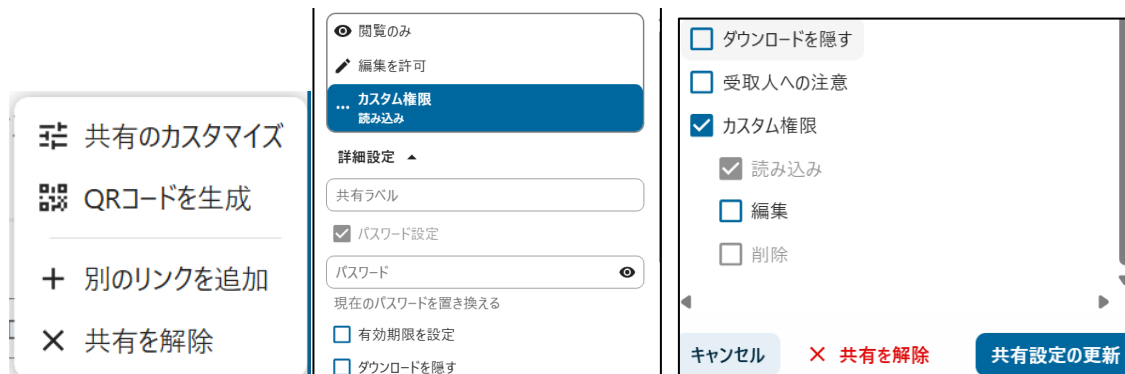 共有のカスタマイズ
QRコードを生成
別のリンクを追加
共有を解除
閲覧のみ
編集を許可
カスタム権限
読み込み
詳細設定
共有ラベル
パスワード設定
パスワード
現在のパスワードを置き換える
有効期限を設定
ダウンロードを隠す
ダウンロードを隠す
受取人への注意
カスタム権限
読み込み
編集
削除
キャンセル
共有を解除
共有設定の更新